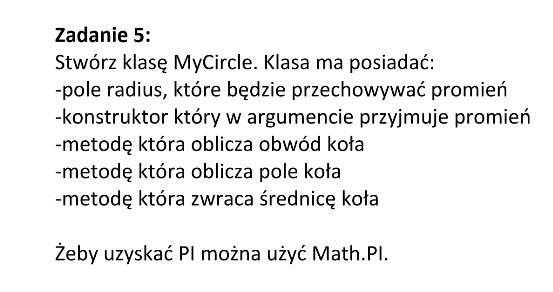 Zadanie 5:
Stwórz klasę MyCircle. Klasa ma posiadać:
-pole radius, które będzie przechowywać promień
-konstruktor który w argumencie przyjmuje promień
-metodę która oblicza obwód koła
-metodę która oblicza pole koła
-metodę która zwraca średnicę koła
Żeby uzyskać PI można użyć Math.PI.